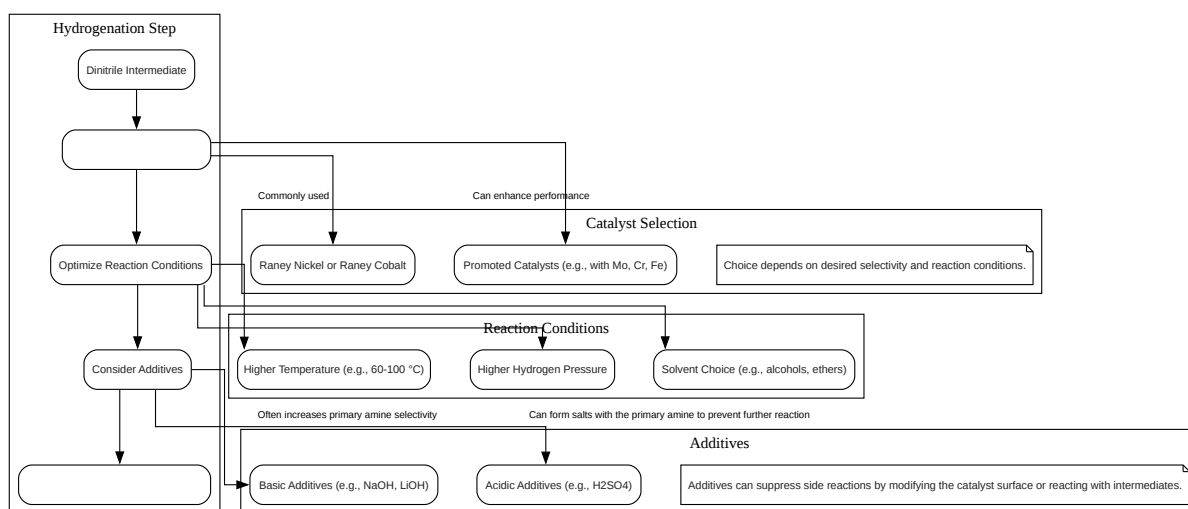 Hydrogenation Step
Dinitrile Intermediate
Commonly used
Can enhance performance
Catalyst Selection
Optimize Reaction Conditions
Raney Nickel or Raney Cobalt
Promoted Catalysts (e.g., with Mo, Cr, Fe)
Choice depends on desired selectivity and reaction conditions.
Reaction Conditions
Consider Additives
Higher Temperature (e.g., 60-100 °C)
Higher Hydrogen Pressure
Solvent Choice (e.g., alcohols, ethers)
Often increases primary amine selectivity
Can form salts with the primary amine to prevent further reaction
Additives
Basic Additives (e.g., NaOH, LiOH)
Acidic Additives (e.g., H2SO4)
Additives can suppress side reactions by modifying the catalyst surface or reacting with intermediates.